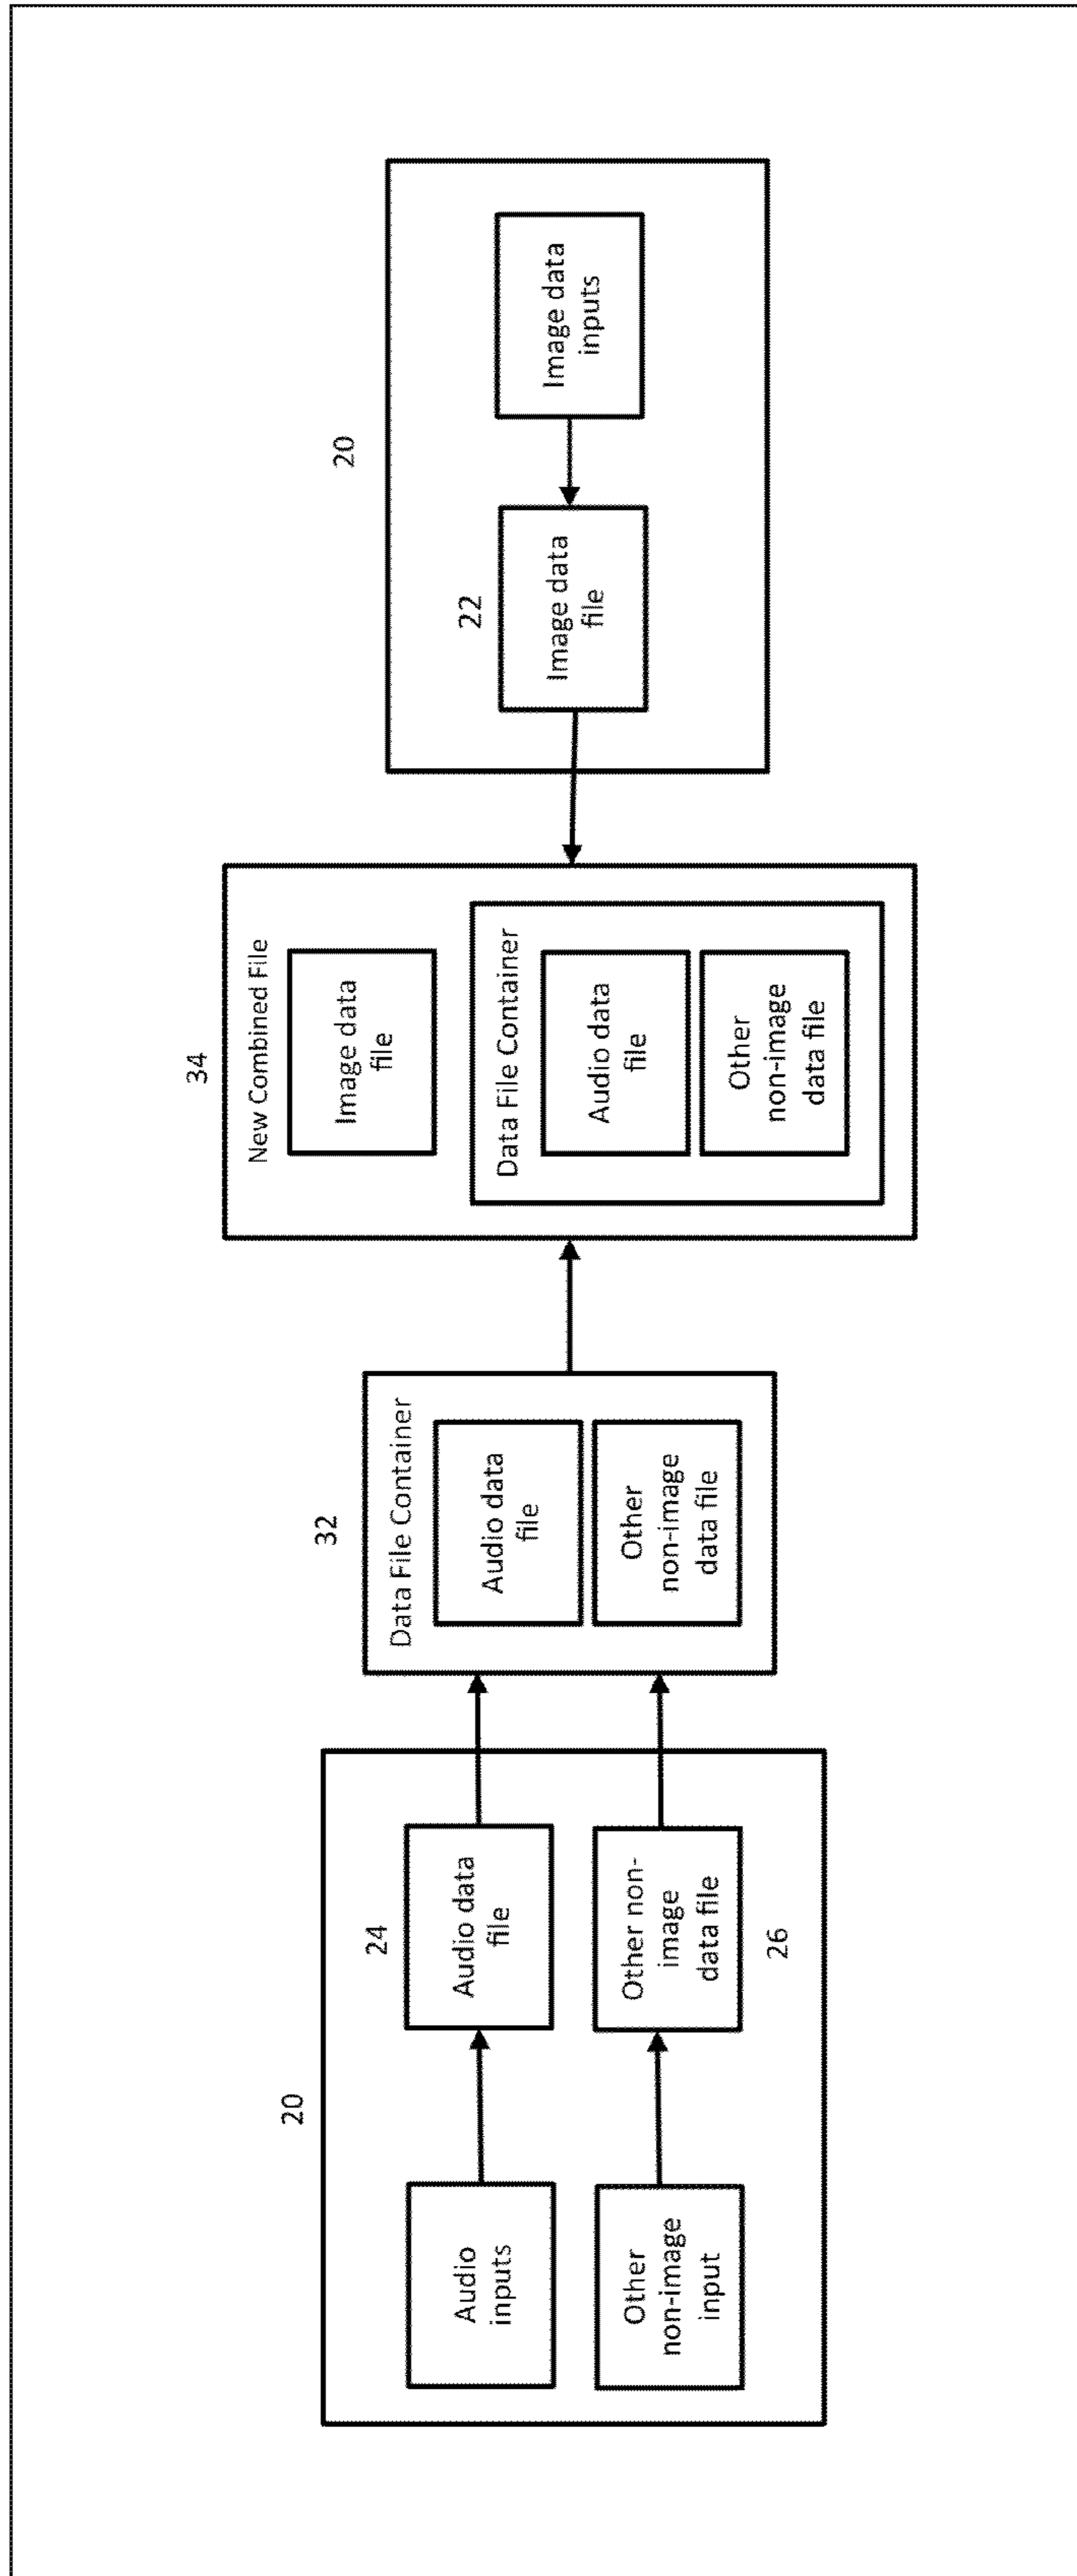 20
Audio
inputs
24
Audio data
file
Other
non-image
input
Other non-
image
data file
26
32
Data File Container
Audio data
file
Other
non-image
data file
34
New Combined File
Image data
file
Data File Container
Audio data
file
Other
non-image
data file
20
22
Image data
file
Image data
inputs